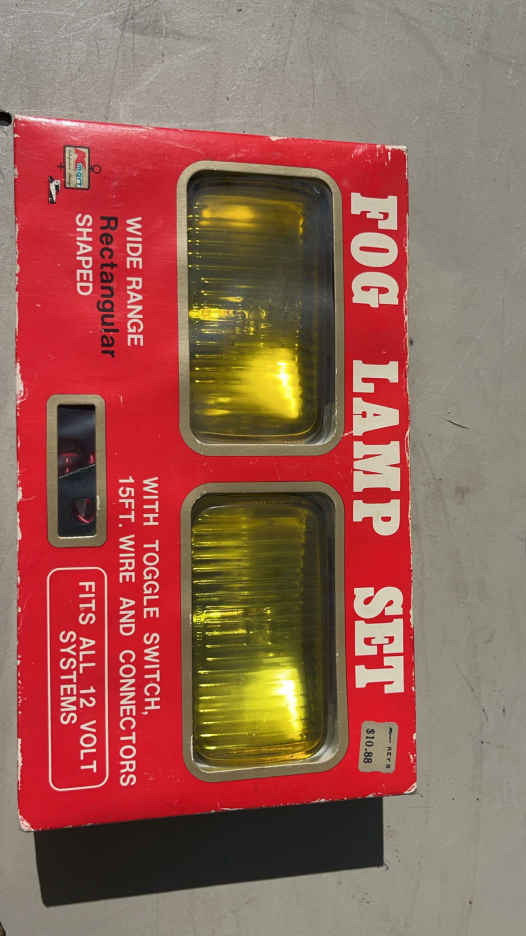 FOG LAMP SET
$10.88
Kmart
WIDE RANGE
Rectangular
SHAPED
WITH TOGGLE SWITCH,
15FT. WIRE AND CONNECTORS
FITS ALL 12 VOLT
SYSTEMS